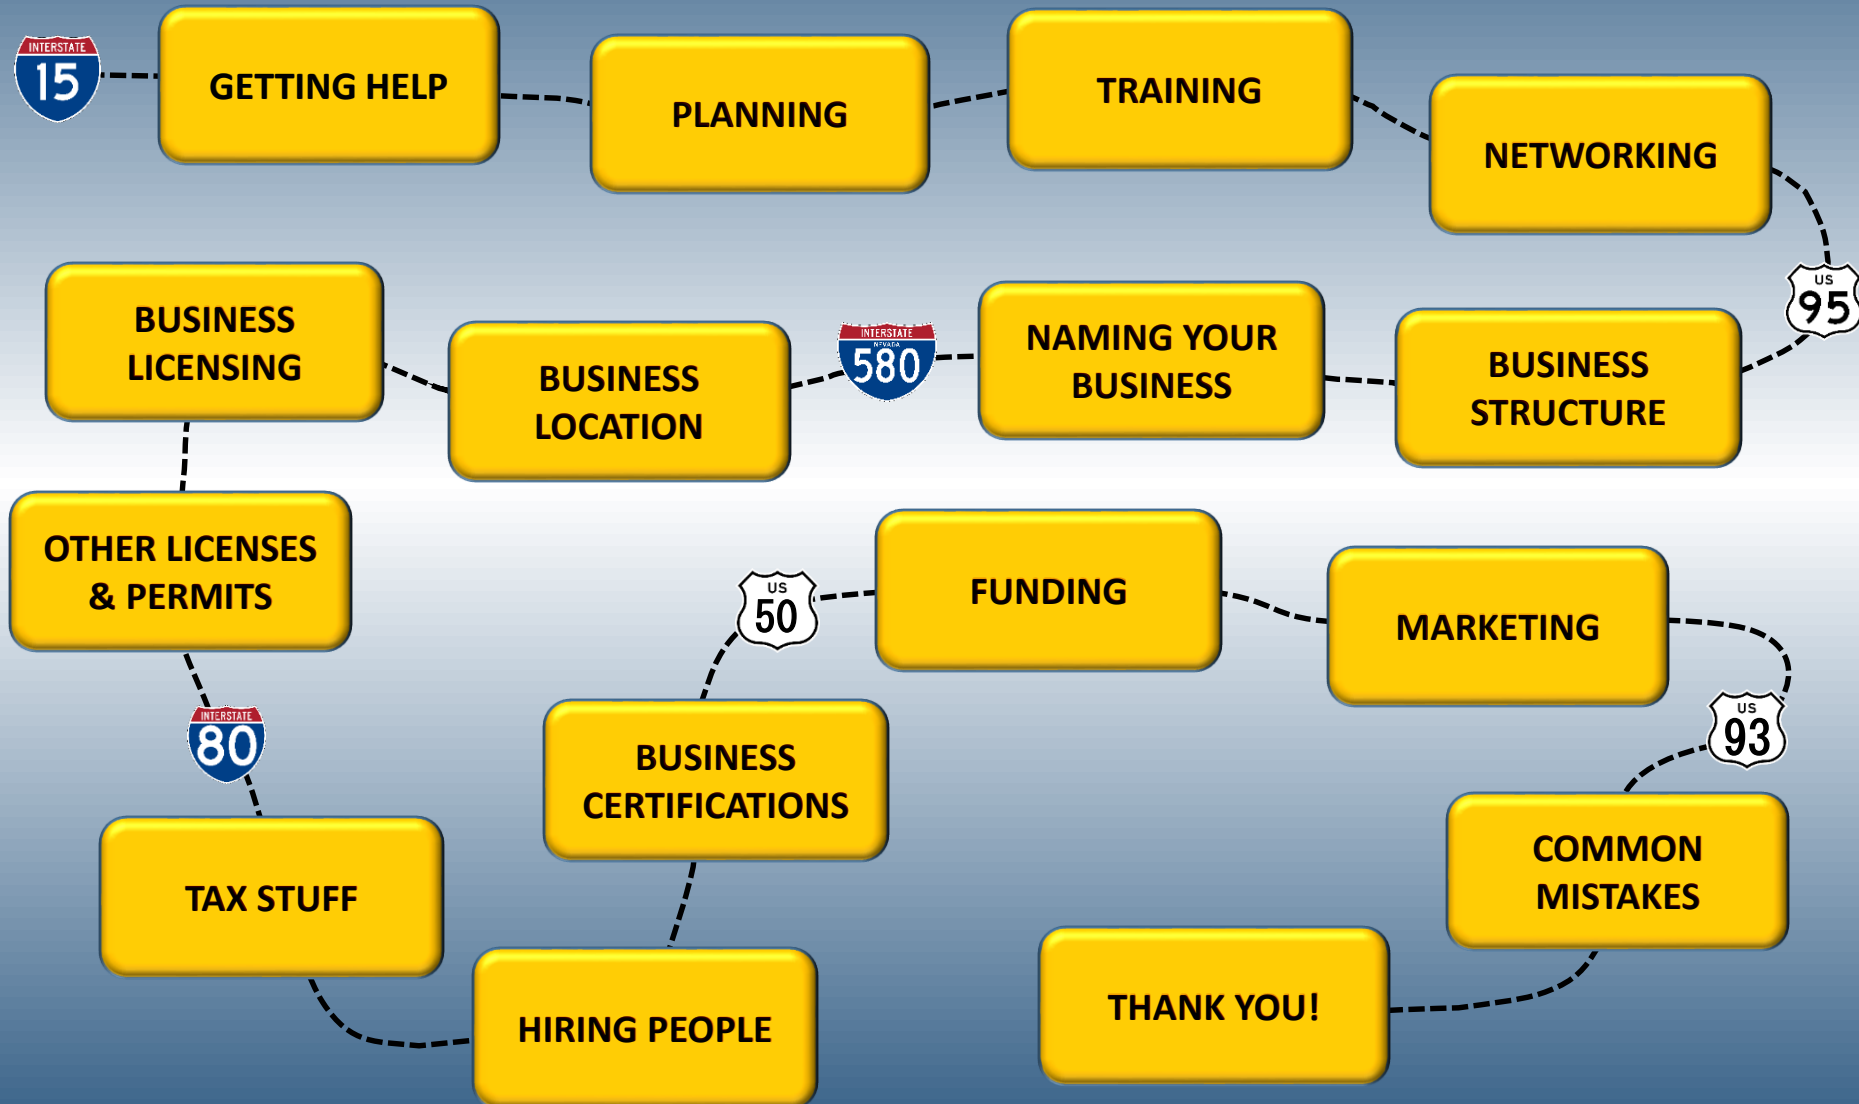 INTERSTATE
15
GETTING HELP
PLANNING
TRAINING
NETWORKING
US
95
BUSINESS
STRUCTURE
NAMING YOUR
BUSINESS
INTERSTATE
NEVADA
580
BUSINESS
LOCATION
BUSINESS
LICENSING
OTHER LICENSES
& PERMITS
INTERSTATE
80
TAX STUFF
HIRING PEOPLE
BUSINESS
CERTIFICATIONS
US
50
FUNDING
MARKETING
US
93
COMMON
MISTAKES
THANK YOU!